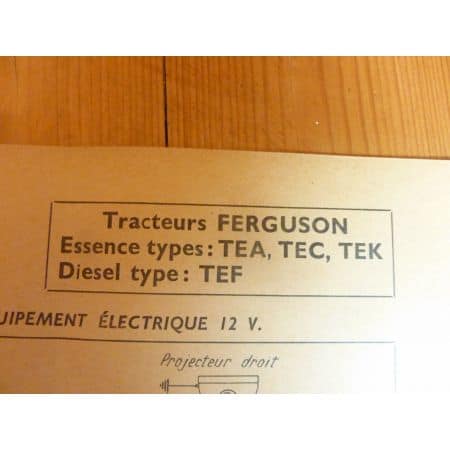 Tracteurs FERGUSON
Essence types: TEA, TEC, TEK
Diesel type: TEF
UIPEMENT ÉLECTRIQUE 12 V.
Projecteur droit